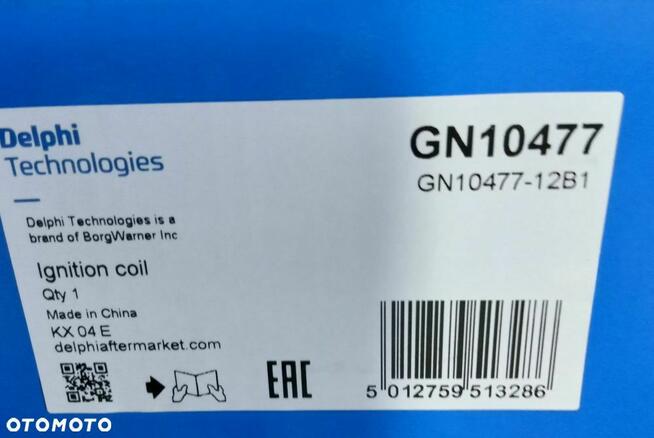 Delphi
Technologies
GN10477
GN10477-12B1
Delphi Technologies is a
brand of BorgWarner Inc
Ignition coil
Qty 1
Made in China
KX 04 E
delphiaftermarket.com
EAC
5 012759 513286
OTOMOTO
OTOMOTO